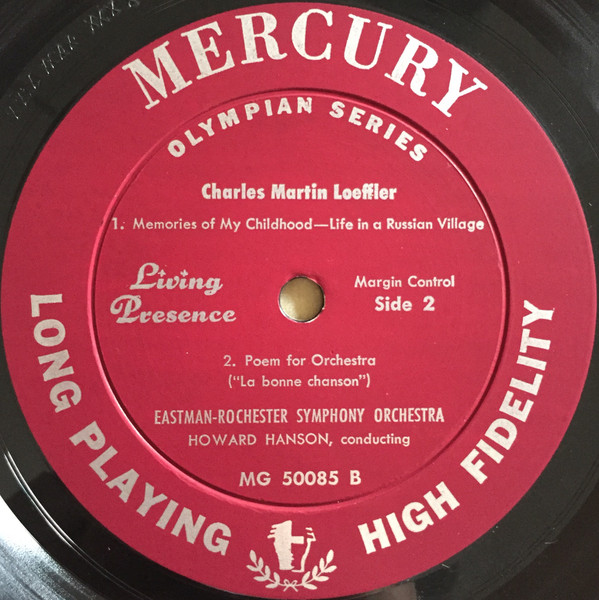 MERCURY
OLYMPIAN SERIES
Charles Martin Loeffler
1. Memories of My Childhood—Life in a Russian Village
Living
Presence
Margin Control
Side 2
2. Poem for Orchestra
("La bonne chanson")
EASTMAN-ROCHESTER SYMPHONY ORCHESTRA
HOWARD HANSON, conducting
MG 50085 B
LONG PLAYING
HIGH FIDELITY